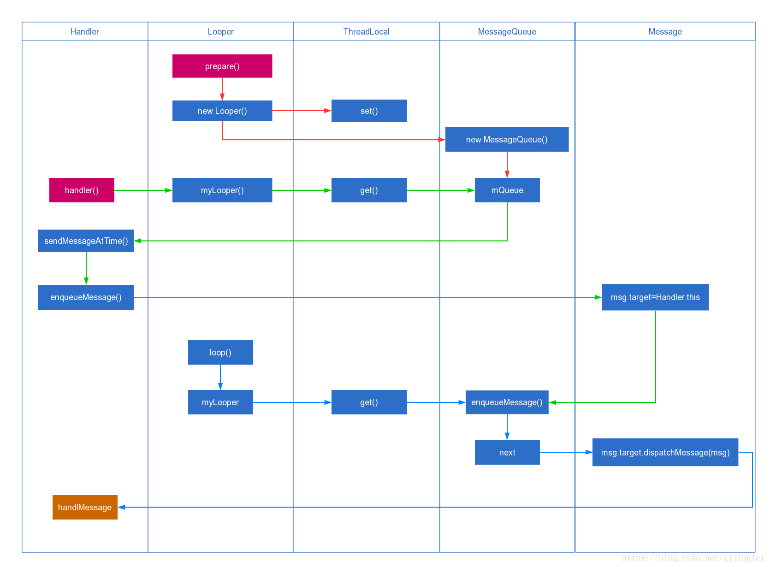 Handler
Looper
ThreadLocal
MessageQueue
Message
prepare()
new Looper()
set()
new MessageQueue()
handler()
myLooper()
get()
mQueue
sendMessageAtTime()
enqueueMessage()
msg.target=Handler.this
loop()
myLooper
get()
enqueueMessage()
next
msg.target.dispatchMessage(msg)
handlMessage
https://blog.csdn.net/qijinglai